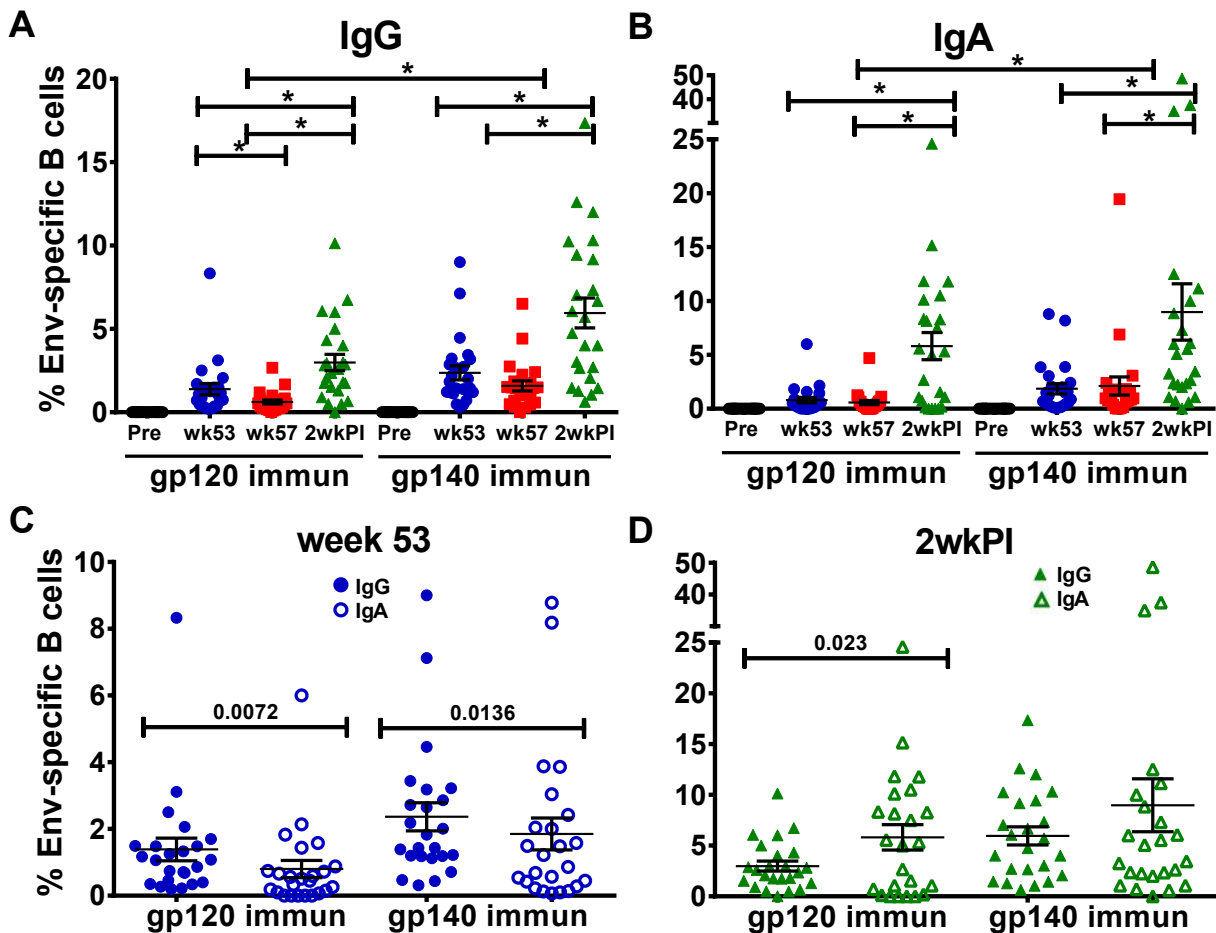 A
IgG
% Env-specific B cells
20
15
10
5
0
*
*
*
*
*
*
Pre wk53 wk57 2wkPI Pre wk53 wk57 2wkPI
gp120 immun gp140 immun
B
IgA
50
40
25
20
15
10
5
0
*
*
*
*
*
Pre wk53 wk57 2wkPI Pre wk53 wk57 2wkPI
gp120 immun gp140 immun
C
week 53
% Env-specific B cells
10
8
6
4
2
0
IgG
IgA
0.0072
0.0136
gp120 immun gp140 immun
D
2wkPI
50
40
30
25
20
15
10
5
0
IgG
IgA
0.023
gp120 immun gp140 immun